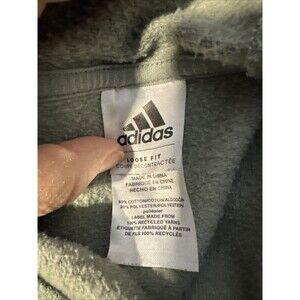 adidas
LOOSE FIT
COUPE DÉCONTRACTÉE
MADE IN CHINA
FABRIQUÉ EN CHINE
HECHO EN CHINA
80% COTTON/COTON/ALGODÓN
20% POLYESTER/POLYESTER/
poliéster
LABEL MADE FROM
100% RECYCLED YARNS
ÉTIQUETTE FABRIQUÉE À PARTIR
DE FILS 100% RECYCLÉS